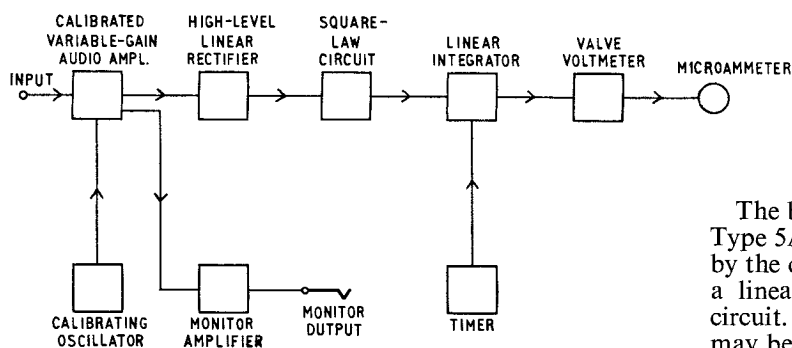 CALIBRATED
VARIABLE-GAIN
AUDIO AMPL.
HIGH-LEVEL
LINEAR
RECTIFIER
SQUARE-
LAW
CIRCUIT
LINEAR
INTEGRATOR
VALVE
VOLTMETER
MICROAMMETER
INPUT
CALIBRATING
OSCILLATOR
MONITOR
AMPLIFIER
MONITOR
OUTPUT
TIMER
The b
Type 5A
by the c
a linea
circuit.
may be